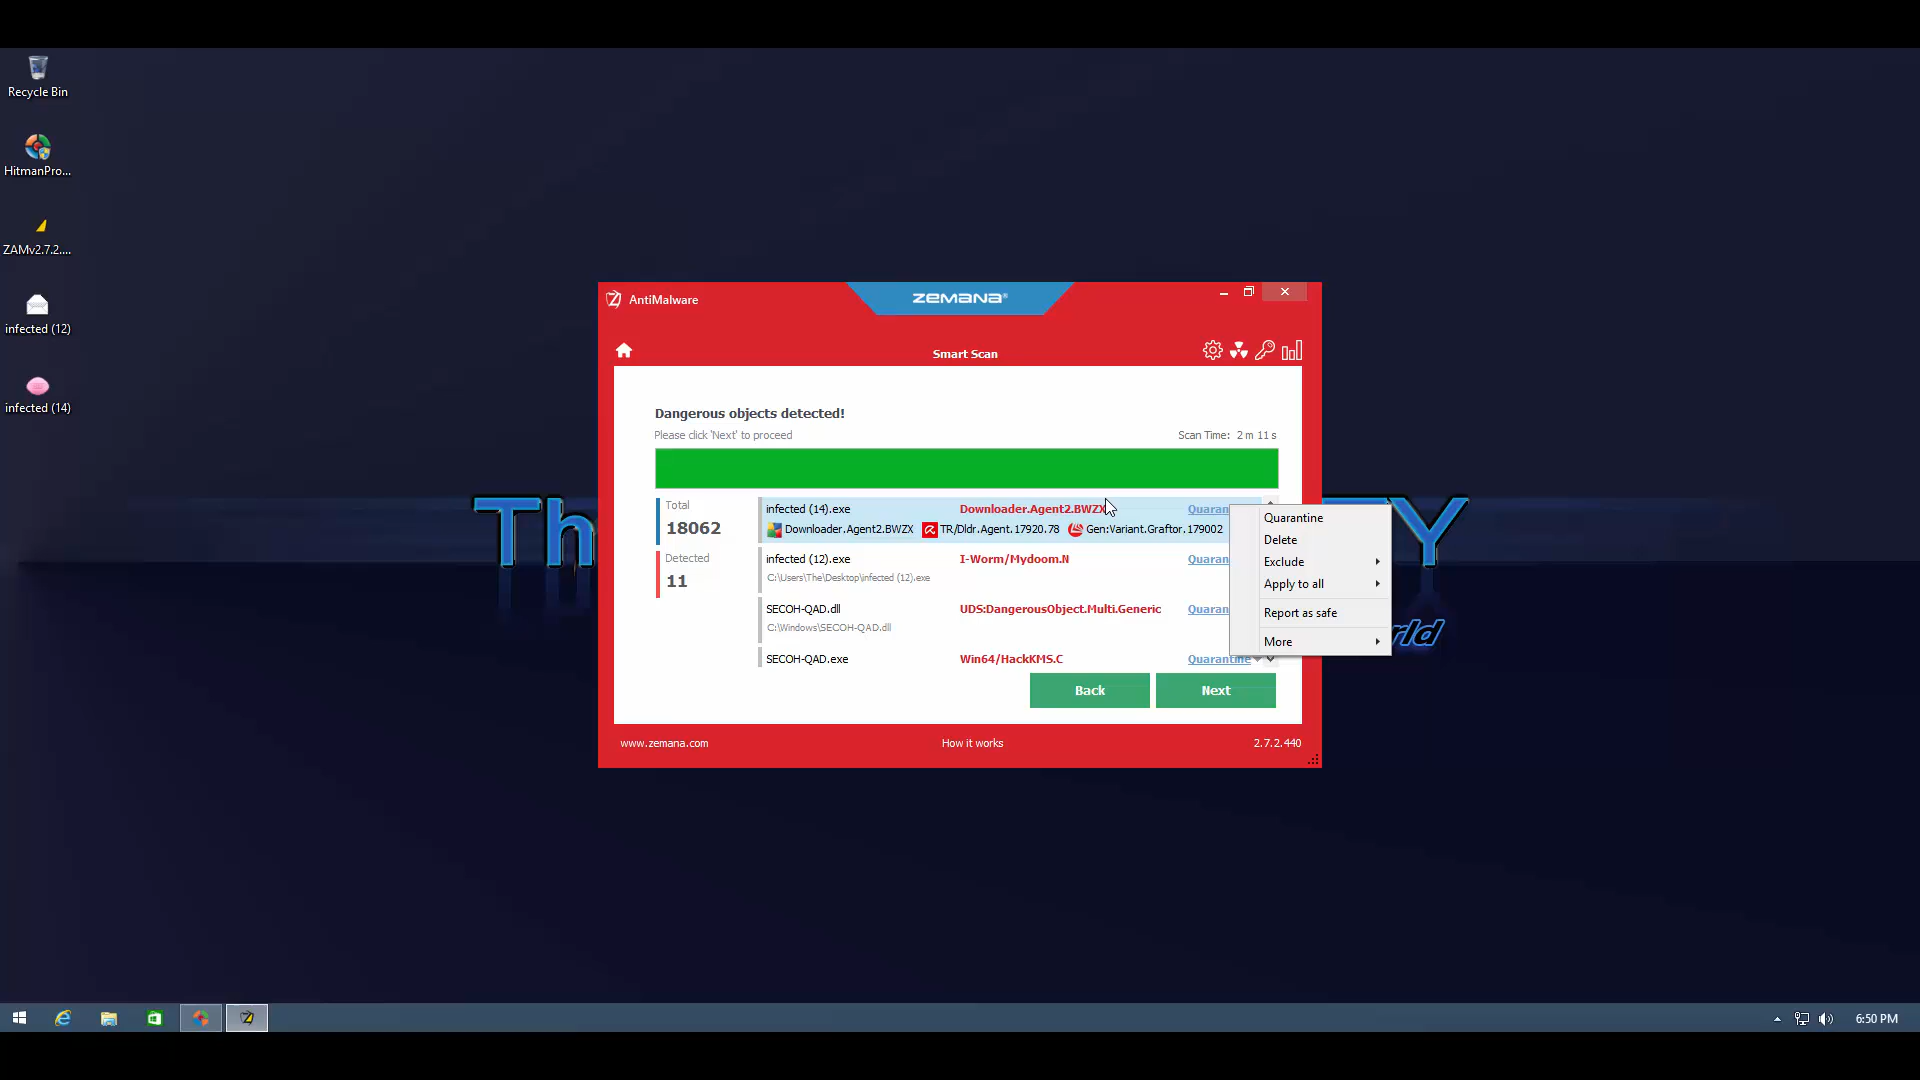 Recycle Bin
HitmanPro...
ZAMv2.7.2....
infected (12)
infected (14)
AntiMalware
ZEMANA®
Smart Scan
Dangerous objects detected!
Please click 'Next' to proceed
Scan Time: 2 m 11 s
Total
18062
Detected
11
infected (14).exe Downloader.Agent2.BWZX Quaran
Downloader.Agent2.BWZX TR/Dldr.Agent.17920.78 Gen:Variant.Graftor.179002
infected (12).exe I-Worm/Mydoom.N Quaran
C:\Users\The\Desktop\infected (12).exe
SECOH-QAD.dll UDS:DangerousObject.Multi.Generic Quaran
C:\Windows\SECOH-QAD.dll
SECOH-QAD.exe Win64/HackKMS.C Quarantine
Quarantine
Delete
Exclude
Apply to all
Report as safe
More
Back
Next
www.zemana.com
How it works
2.7.2.440
Th
Y
rld
6:50 PM